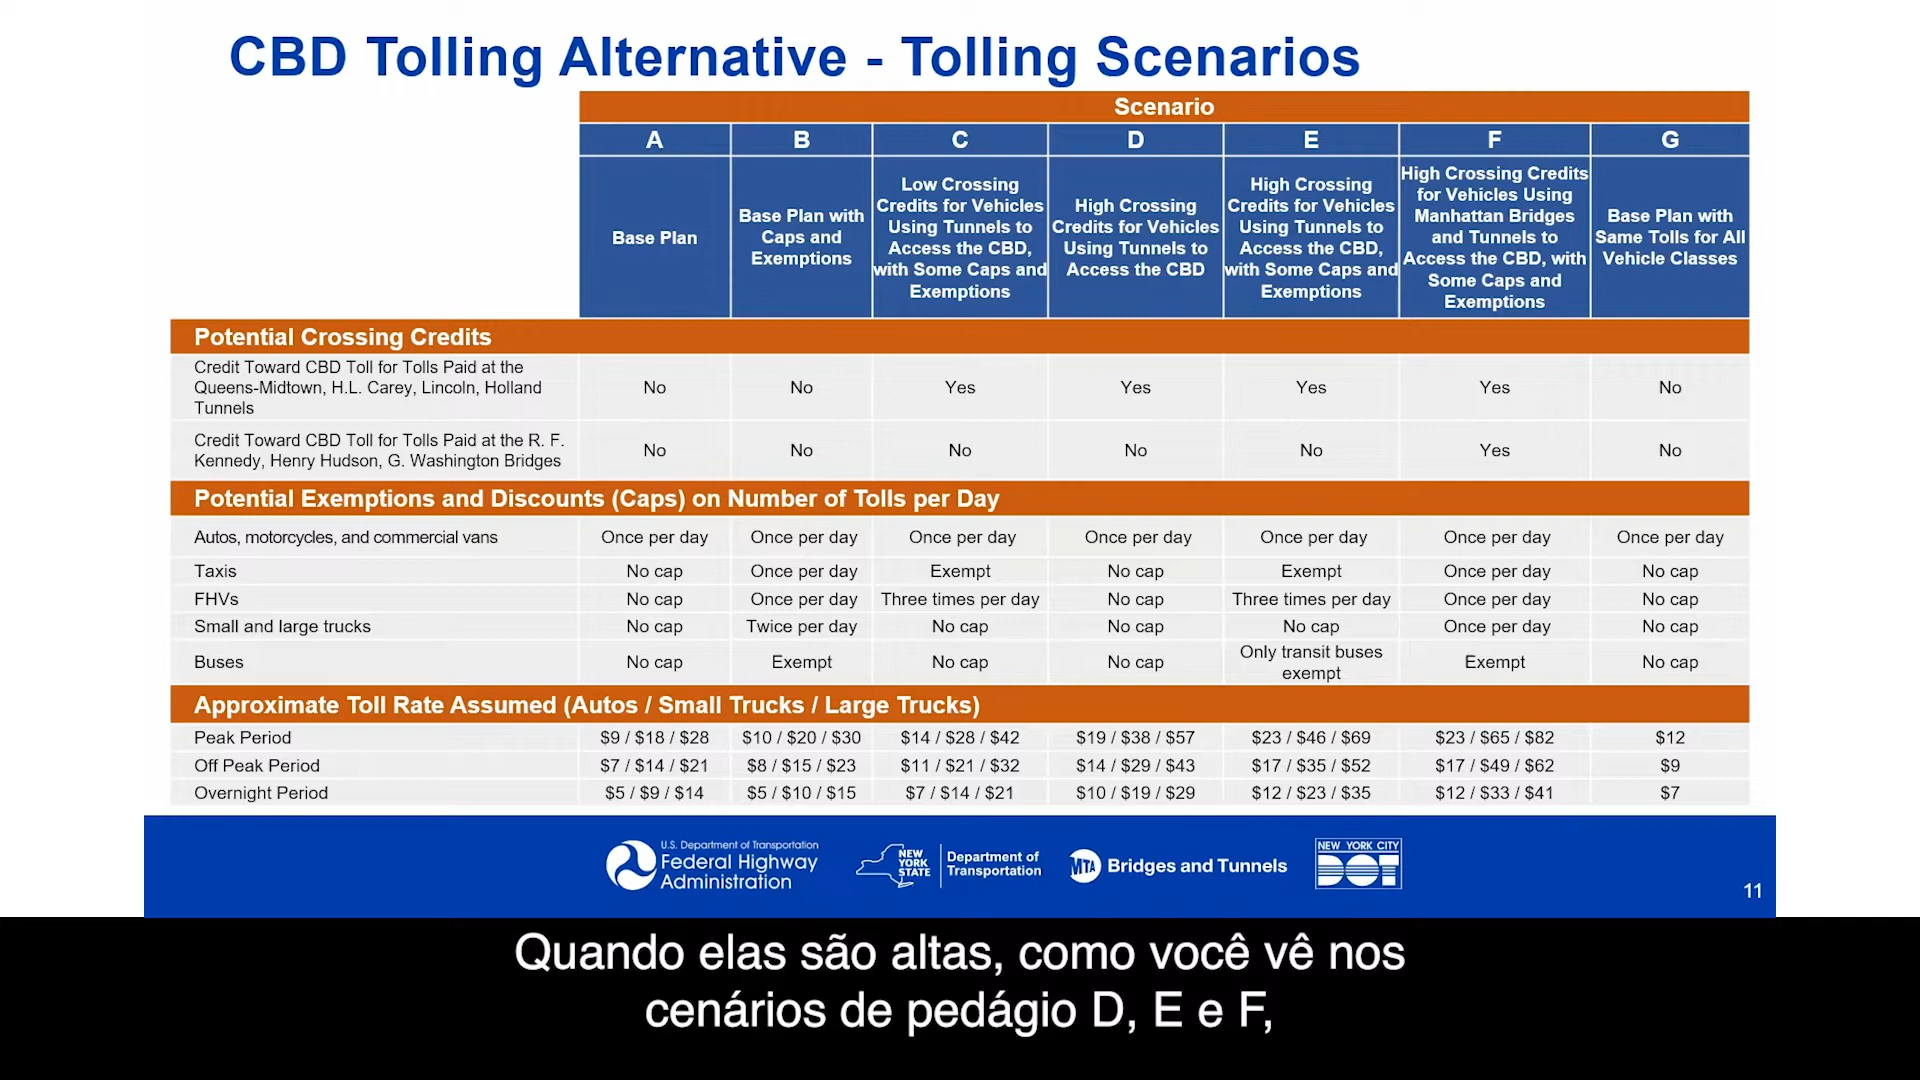 CBD Tolling Alternative - Tolling Scenarios
Scenario
A B C D E F G
Base Plan
Base Plan with
Caps and
Exemptions
Low Crossing
Credits for Vehicles
Using Tunnels to
Access the CBD,
with Some Caps and
Exemptions
High Crossing
Credits for Vehicles
Using Tunnels to
Access the CBD
High Crossing
Credits for Vehicles
Using Tunnels to
Access the CBD,
with Some Caps and
Exemptions
High Crossing Credits
for Vehicles Using
Manhattan Bridges
and Tunnels to
Access the CBD, with
Some Caps and
Exemptions
Base Plan with
Same Tolls for All
Vehicle Classes
Potential Crossing Credits
Credit Toward CBD Toll for Tolls Paid at the
Queens-Midtown, H.L. Carey, Lincoln, Holland
Tunnels
No No Yes Yes Yes Yes No
Credit Toward CBD Toll for Tolls Paid at the R. F.
Kennedy, Henry Hudson, G. Washington Bridges
No No No No No Yes No
Potential Exemptions and Discounts (Caps) on Number of Tolls per Day
Autos, motorcycles, and commercial vans Once per day Once per day Once per day Once per day Once per day Once per day Once per day
Taxis No cap Once per day Exempt No cap Exempt Once per day No cap
FHVs No cap Once per day Three times per day No cap Three times per day Once per day No cap
Small and large trucks No cap Twice per day No cap No cap No cap Once per day No cap
Buses No cap Exempt No cap No cap Only transit buses
exempt
Exempt No cap
Approximate Toll Rate Assumed (Autos / Small Trucks / Large Trucks)
Peak Period $9 / $18 / $28 $10 / $20 / $30 $14 / $28 / $42 $19 / $38 / $57 $23 / $46 / $69 $23 / $65 / $82 $12
Off Peak Period $7 / $14 / $21 $8 / $15 / $23 $11 / $21 / $32 $14 / $29 / $43 $17 / $35 / $52 $17 / $49 / $62 $9
Overnight Period $5 / $9 / $14 $5 / $10 / $15 $7 / $14 / $21 $10 / $19 / $29 $12 / $23 / $35 $12 / $33 / $41 $7
U.S. Department of Transportation
Federal Highway
Administration
NEW
YORK
STATE
Department of
Transportation
MTA Bridges and Tunnels
NEW YORK CITY
DOT
11
Quando elas são altas, como você vê nos
cenários de pedágio D, E e F,